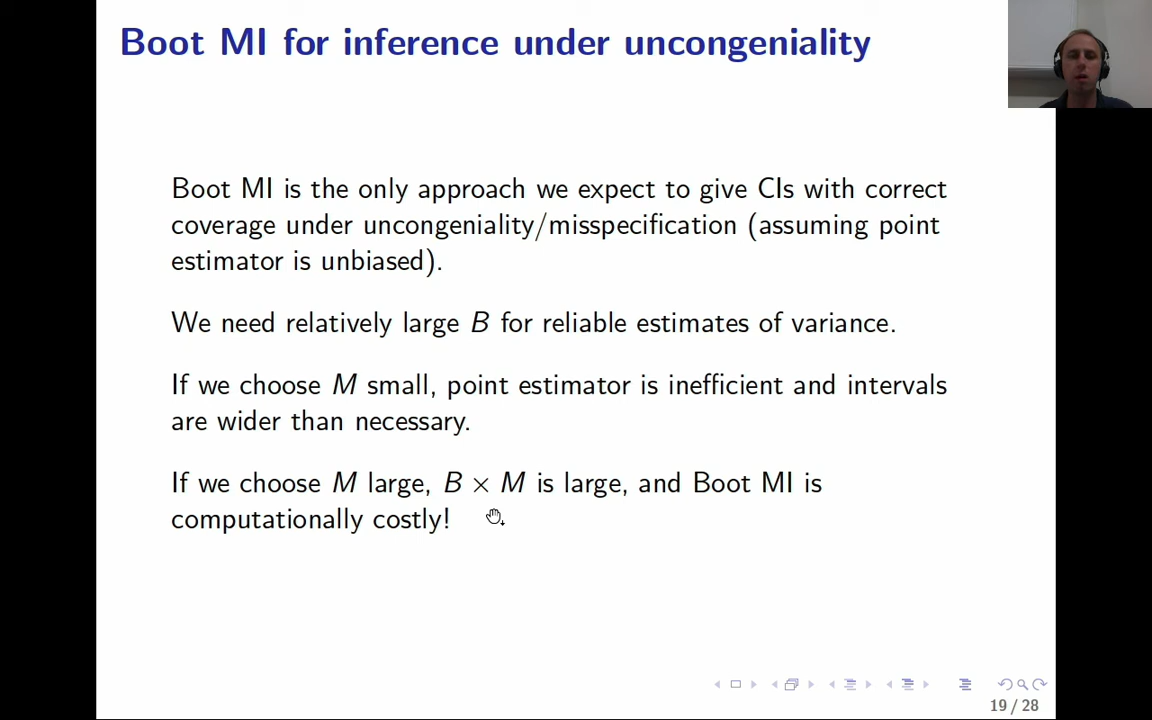 Boot MI for inference under uncongeniality
Boot MI is the only approach we expect to give CIs with correct
coverage under uncongeniality/misspecification (assuming point
estimator is unbiased).
We need relatively large B for reliable estimates of variance.
If we choose M small, point estimator is inefficient and intervals
are wider than necessary.
If we choose M large, B × M is large, and Boot MI is
computationally costly!
19 / 28